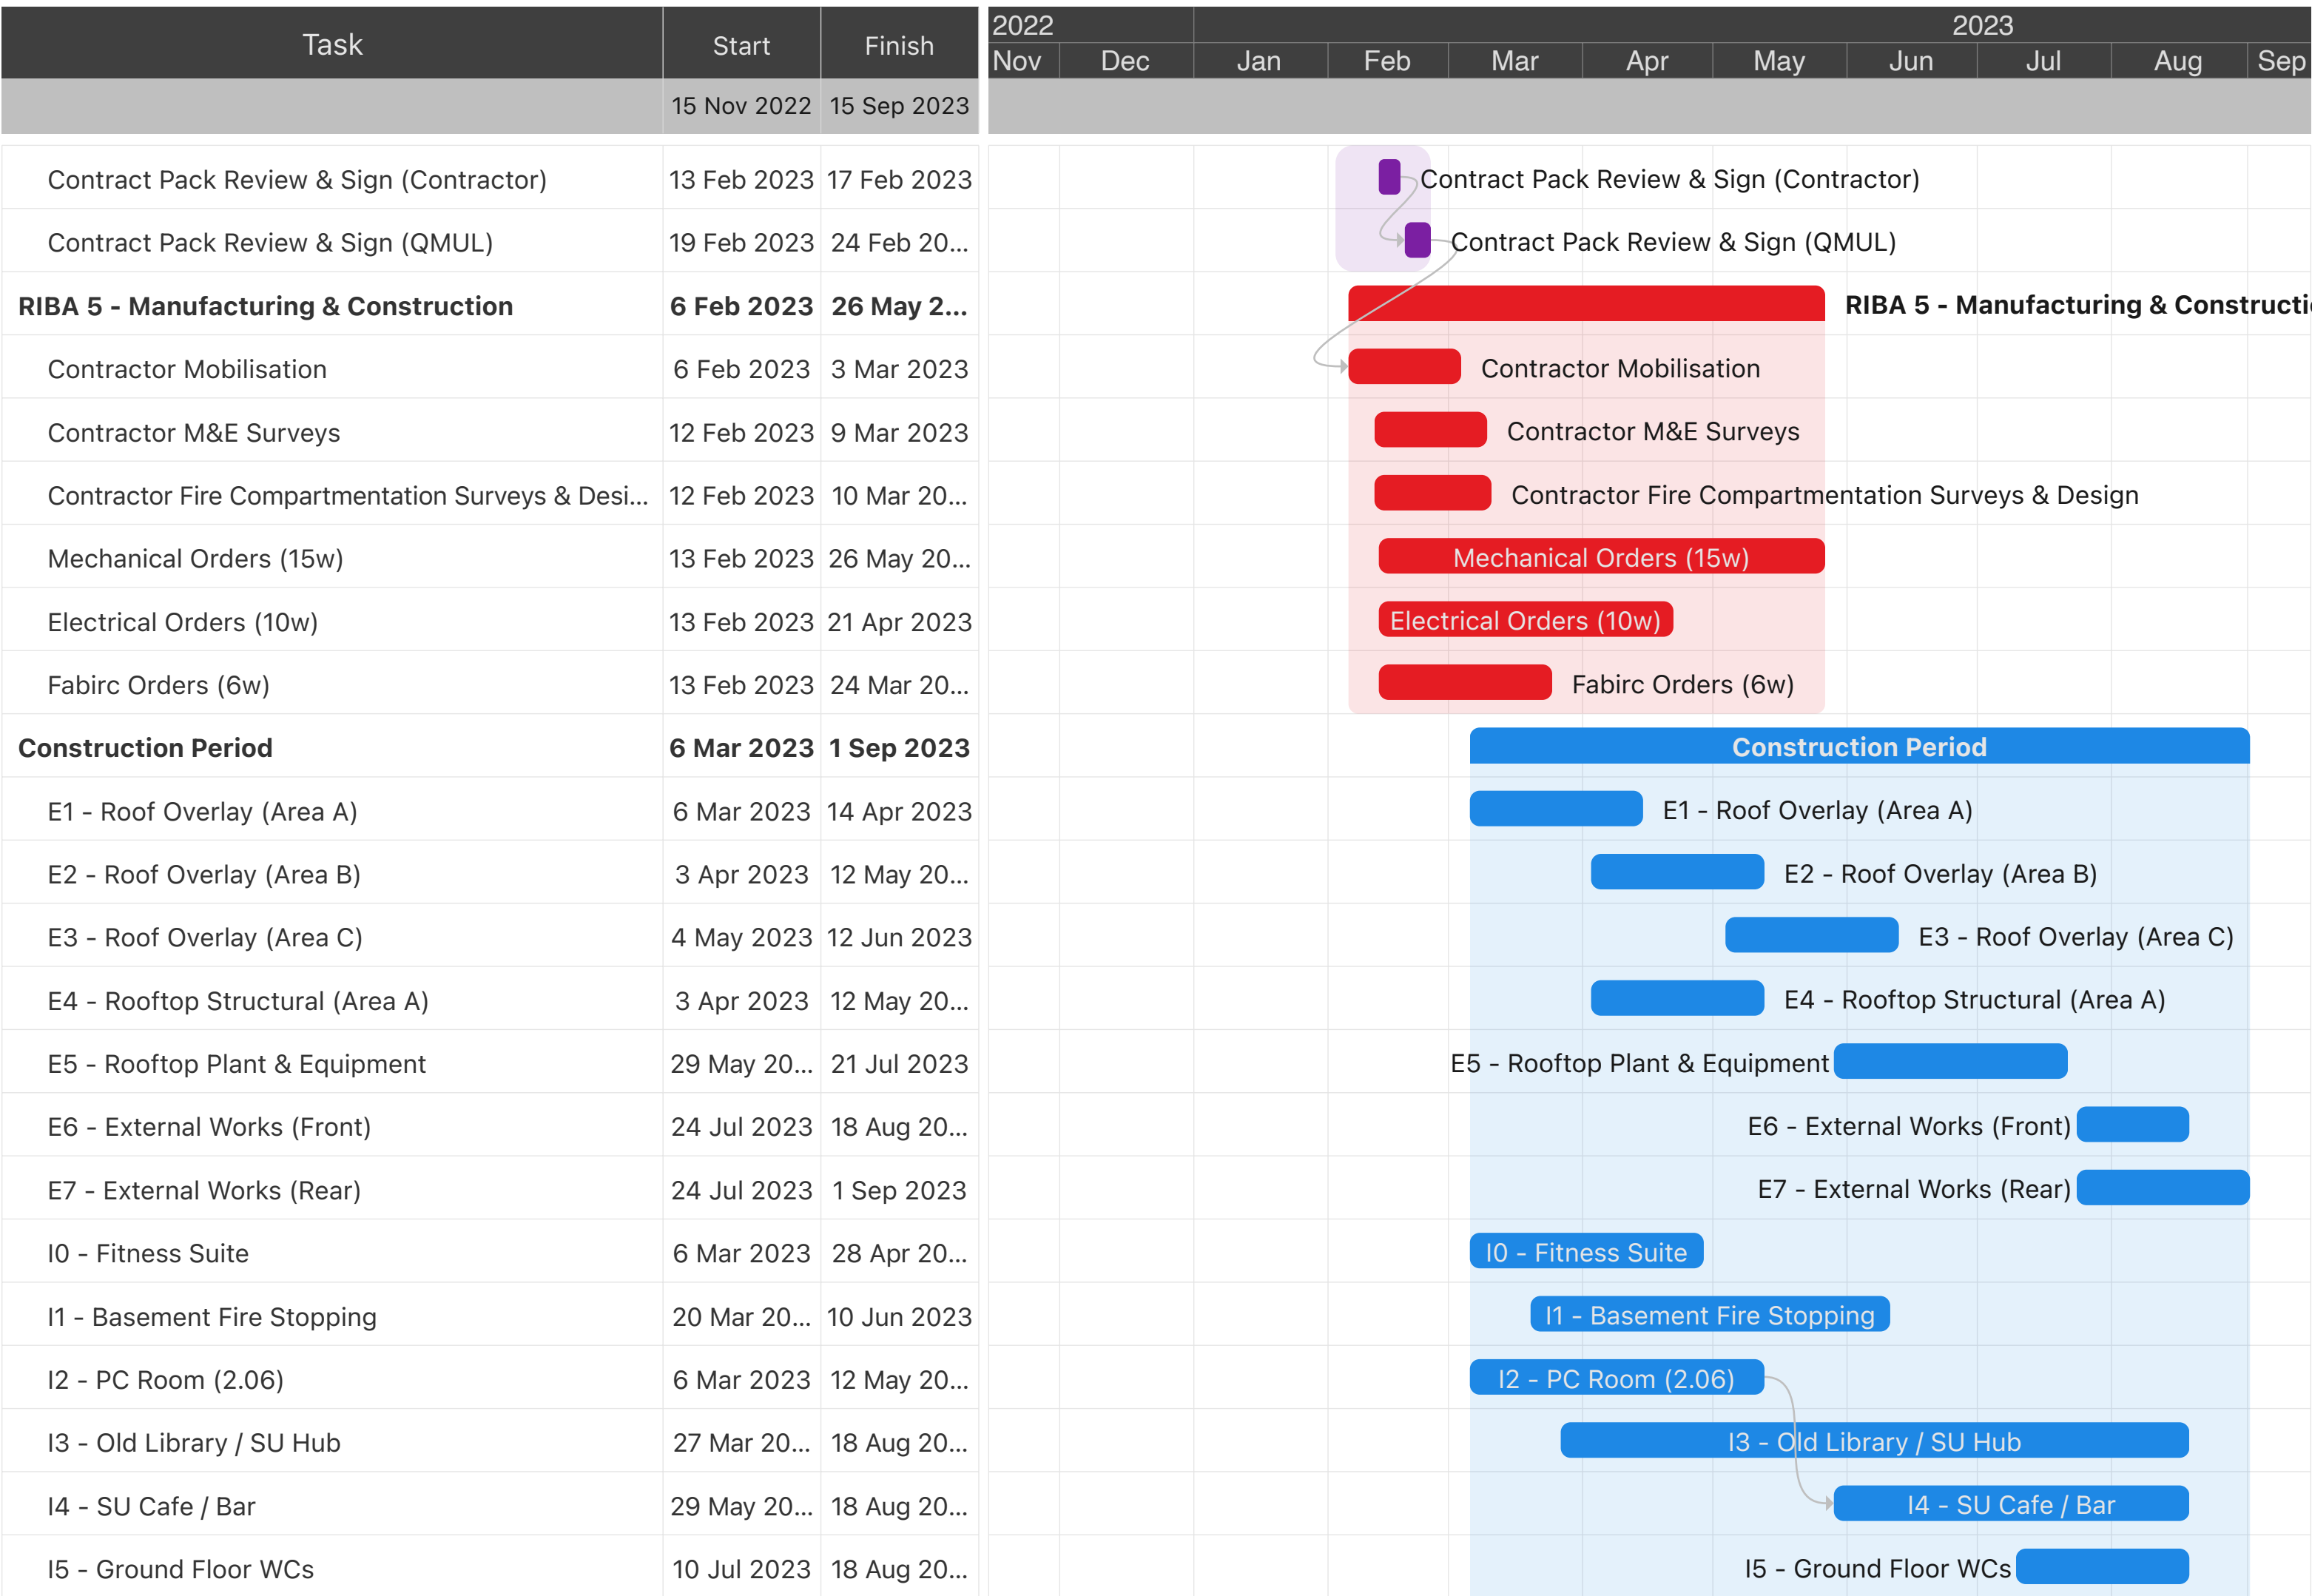 Task Start Finish 2022 2023
Nov Dec Jan Feb Mar Apr May Jun Jul Aug Sep
15 Nov 2022 15 Sep 2023
Contract Pack Review & Sign (Contractor) 13 Feb 2023 17 Feb 2023 Contract Pack Review & Sign (Contractor)
Contract Pack Review & Sign (QMUL) 19 Feb 2023 24 Feb 20... Contract Pack Review & Sign (QMUL)
RIBA 5 - Manufacturing & Construction 6 Feb 2023 26 May 2... RIBA 5 - Manufacturing & Constructi
Contractor Mobilisation 6 Feb 2023 3 Mar 2023 Contractor Mobilisation
Contractor M&E Surveys 12 Feb 2023 9 Mar 2023 Contractor M&E Surveys
Contractor Fire Compartmentation Surveys & Desi... 12 Feb 2023 10 Mar 20... Contractor Fire Compartmentation Surveys & Design
Mechanical Orders (15w) 13 Feb 2023 26 May 20... Mechanical Orders (15w)
Electrical Orders (10w) 13 Feb 2023 21 Apr 2023 Electrical Orders (10w)
Fabirc Orders (6w) 13 Feb 2023 24 Mar 20... Fabirc Orders (6w)
Construction Period 6 Mar 2023 1 Sep 2023 Construction Period
E1 - Roof Overlay (Area A) 6 Mar 2023 14 Apr 2023 E1 - Roof Overlay (Area A)
E2 - Roof Overlay (Area B) 3 Apr 2023 12 May 20... E2 - Roof Overlay (Area B)
E3 - Roof Overlay (Area C) 4 May 2023 12 Jun 2023 E3 - Roof Overlay (Area C)
E4 - Rooftop Structural (Area A) 3 Apr 2023 12 May 20... E4 - Rooftop Structural (Area A)
E5 - Rooftop Plant & Equipment 29 May 20... 21 Jul 2023 E5 - Rooftop Plant & Equipment
E6 - External Works (Front) 24 Jul 2023 18 Aug 20... E6 - External Works (Front)
E7 - External Works (Rear) 24 Jul 2023 1 Sep 2023 E7 - External Works (Rear)
I0 - Fitness Suite 6 Mar 2023 28 Apr 20... I0 - Fitness Suite
I1 - Basement Fire Stopping 20 Mar 20... 10 Jun 2023 I1 - Basement Fire Stopping
I2 - PC Room (2.06) 6 Mar 2023 12 May 20... I2 - PC Room (2.06)
I3 - Old Library / SU Hub 27 Mar 20... 18 Aug 20... I3 - Old Library / SU Hub
I4 - SU Cafe / Bar 29 May 20... 18 Aug 20... I4 - SU Cafe / Bar
I5 - Ground Floor WCs 10 Jul 2023 18 Aug 20... I5 - Ground Floor WCs